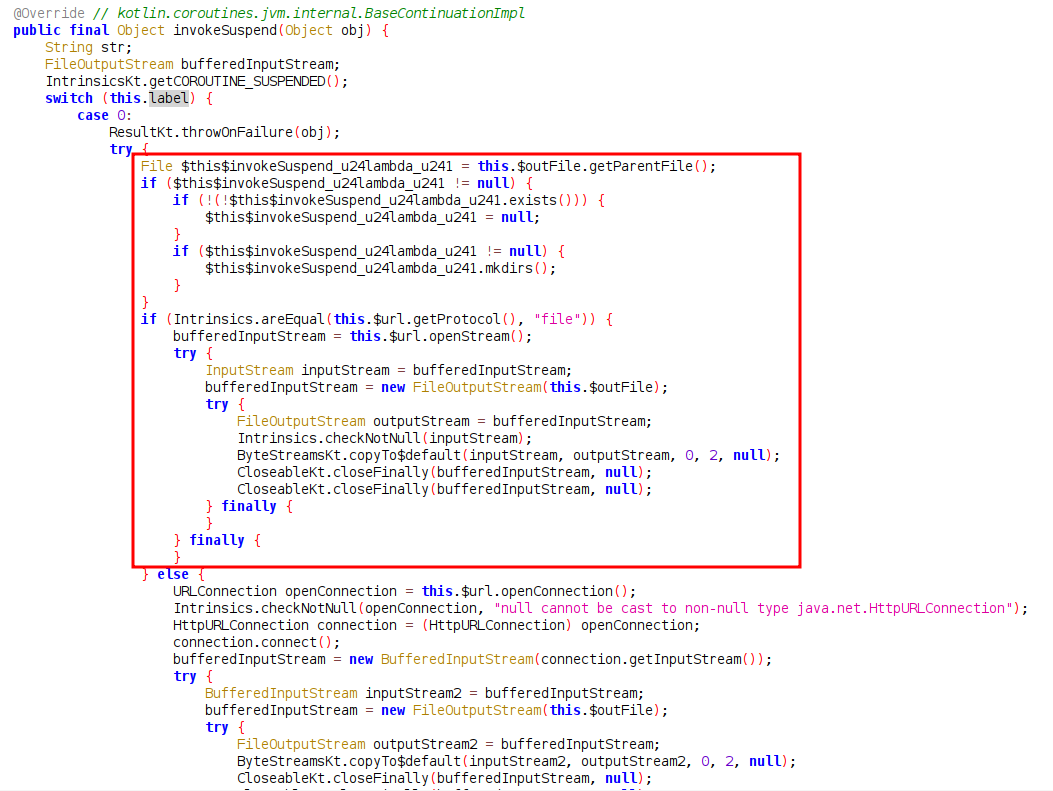 @Override // kotlin.coroutines.jvm.internal.BaseContinuationImpl
public final Object invokeSuspend(Object obj) {
String str;
FileOutputStream bufferedInputStream;
IntrinsicsKt.getCOROUTINE_SUSPENDED();
switch (this.label) {
case 0:
ResultKt.throwOnFailure(obj);
try {
File $this$invokeSuspend_u24lambda_u241 = this.$outFile.getParentFile();
if ($this$invokeSuspend_u24lambda_u241 != null) {
if (!(!$this$invokeSuspend_u24lambda_u241.exists())) {
$this$invokeSuspend_u24lambda_u241 = null;
}
if ($this$invokeSuspend_u24lambda_u241 != null) {
$this$invokeSuspend_u24lambda_u241.mkdirs();
}
}
if (Intrinsics.areEqual(this.$url.getProtocol(), "file")) {
bufferedInputStream = this.$url.openStream();
try {
InputStream inputStream = bufferedInputStream;
bufferedInputStream = new FileOutputStream(this.$outFile);
try {
FileOutputStream outputStream = bufferedInputStream;
Intrinsics.checkNotNull(inputStream);
ByteStreamsKt.copyTo$default(inputStream, outputStream, 0, 2, null);
CloseableKt.closeFinally(bufferedInputStream, null);
CloseableKt.closeFinally(bufferedInputStream, null);
} finally {
}
} finally {
}
} else {
URLConnection openConnection = this.$url.openConnection();
Intrinsics.checkNotNull(openConnection, "null cannot be cast to non-null type java.net.HttpURLConnection");
HttpURLConnection connection = (HttpURLConnection) openConnection;
connection.connect();
bufferedInputStream = new BufferedInputStream(connection.getInputStream());
try {
BufferedInputStream inputStream2 = bufferedInputStream;
bufferedInputStream = new FileOutputStream(this.$outFile);
try {
FileOutputStream outputStream2 = bufferedInputStream;
ByteStreamsKt.copyTo$default(inputStream2, outputStream2, 0, 2, null);
CloseableKt.closeFinally(bufferedInputStream, null);